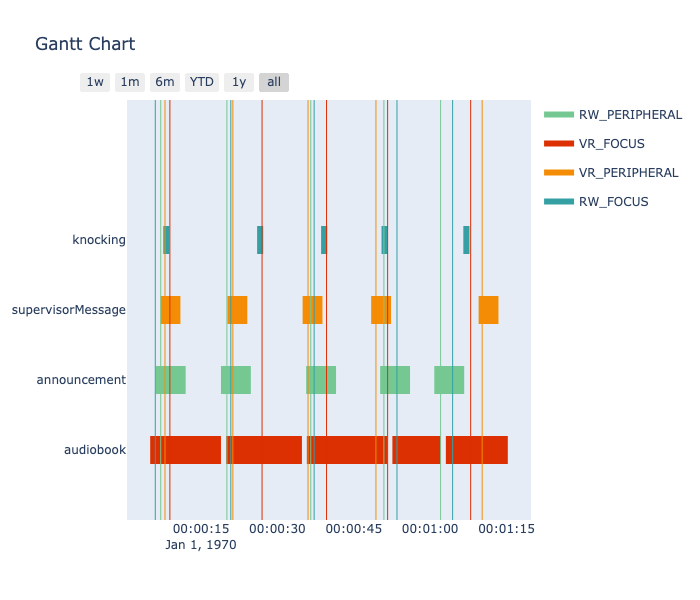 Gantt Chart
1w 1m 6m YTD 1y all
RW_PERIPHERAL
VR_FOCUS
VR_PERIPHERAL
RW_FOCUS
knocking
supervisorMessage
announcement
audiobook
00:00:15 00:00:30 00:00:45 00:01:00 00:01:15
Jan 1, 1970